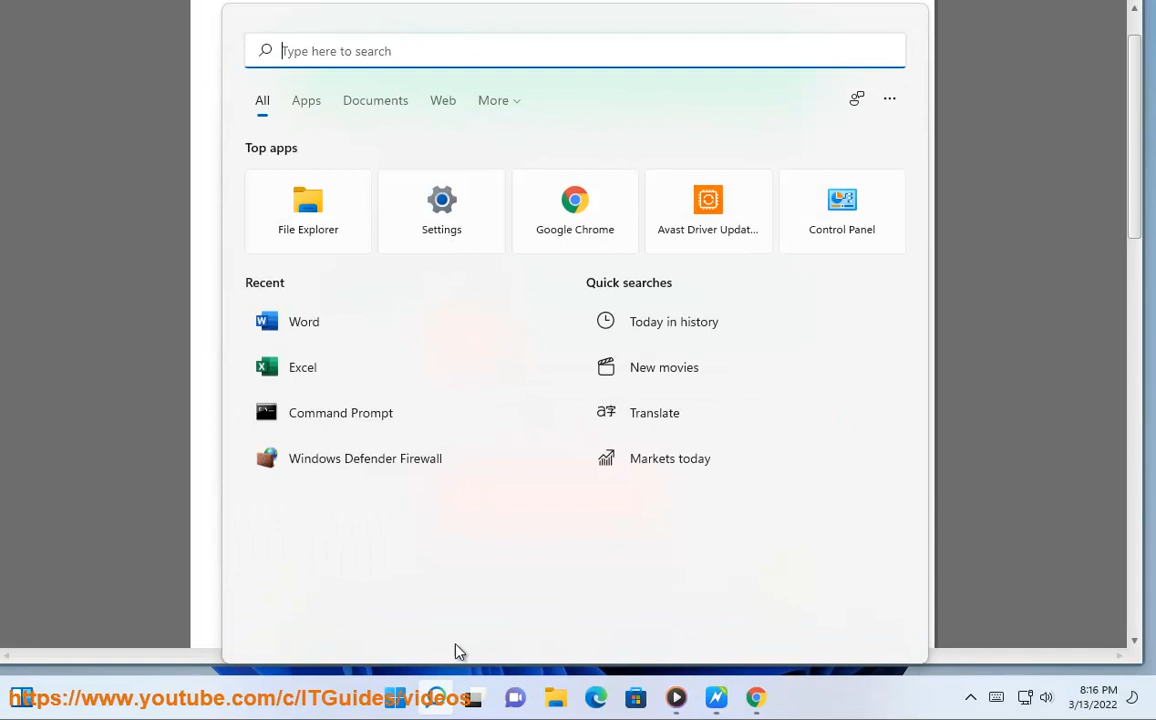 Type here to search
All Apps Documents Web More
Top apps
File Explorer Settings Google Chrome Avast Driver Updat... Control Panel
Recent Quick searches
Word Today in history
Excel New movies
Command Prompt Translate
Windows Defender Firewall Markets today
8:16 PM
https://www.youtube.com/c/ITGuides/videos
3/13/2022